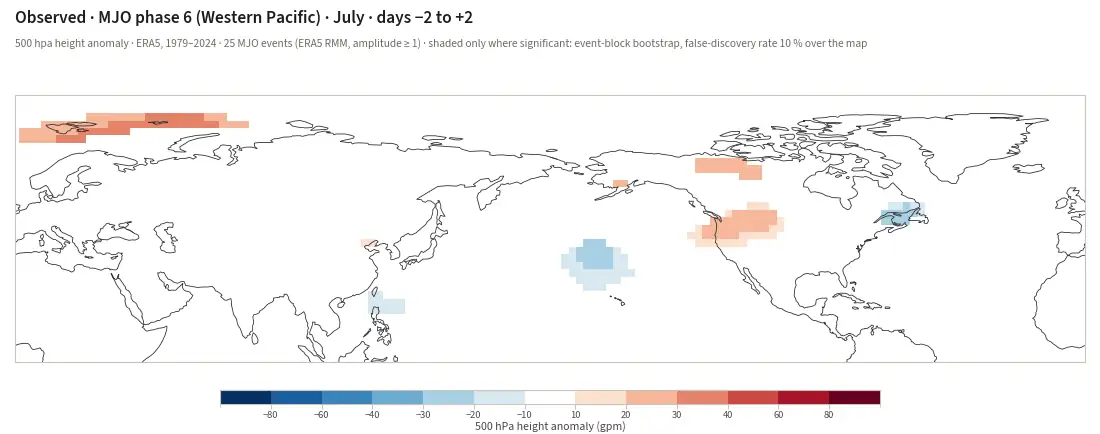 Observed · MJO phase 6 (Western Pacific) · July · days −2 to +2
500 hpa height anomaly · ERA5, 1979–2024 · 25 MJO events (ERA5 RMM, amplitude ≥ 1) · shaded only where significant: event-block bootstrap, false-discovery rate 10 % over the map
−80 −60 −40 −30 −20 −10 10 20 30 40 60 80
500 hPa height anomaly (gpm)